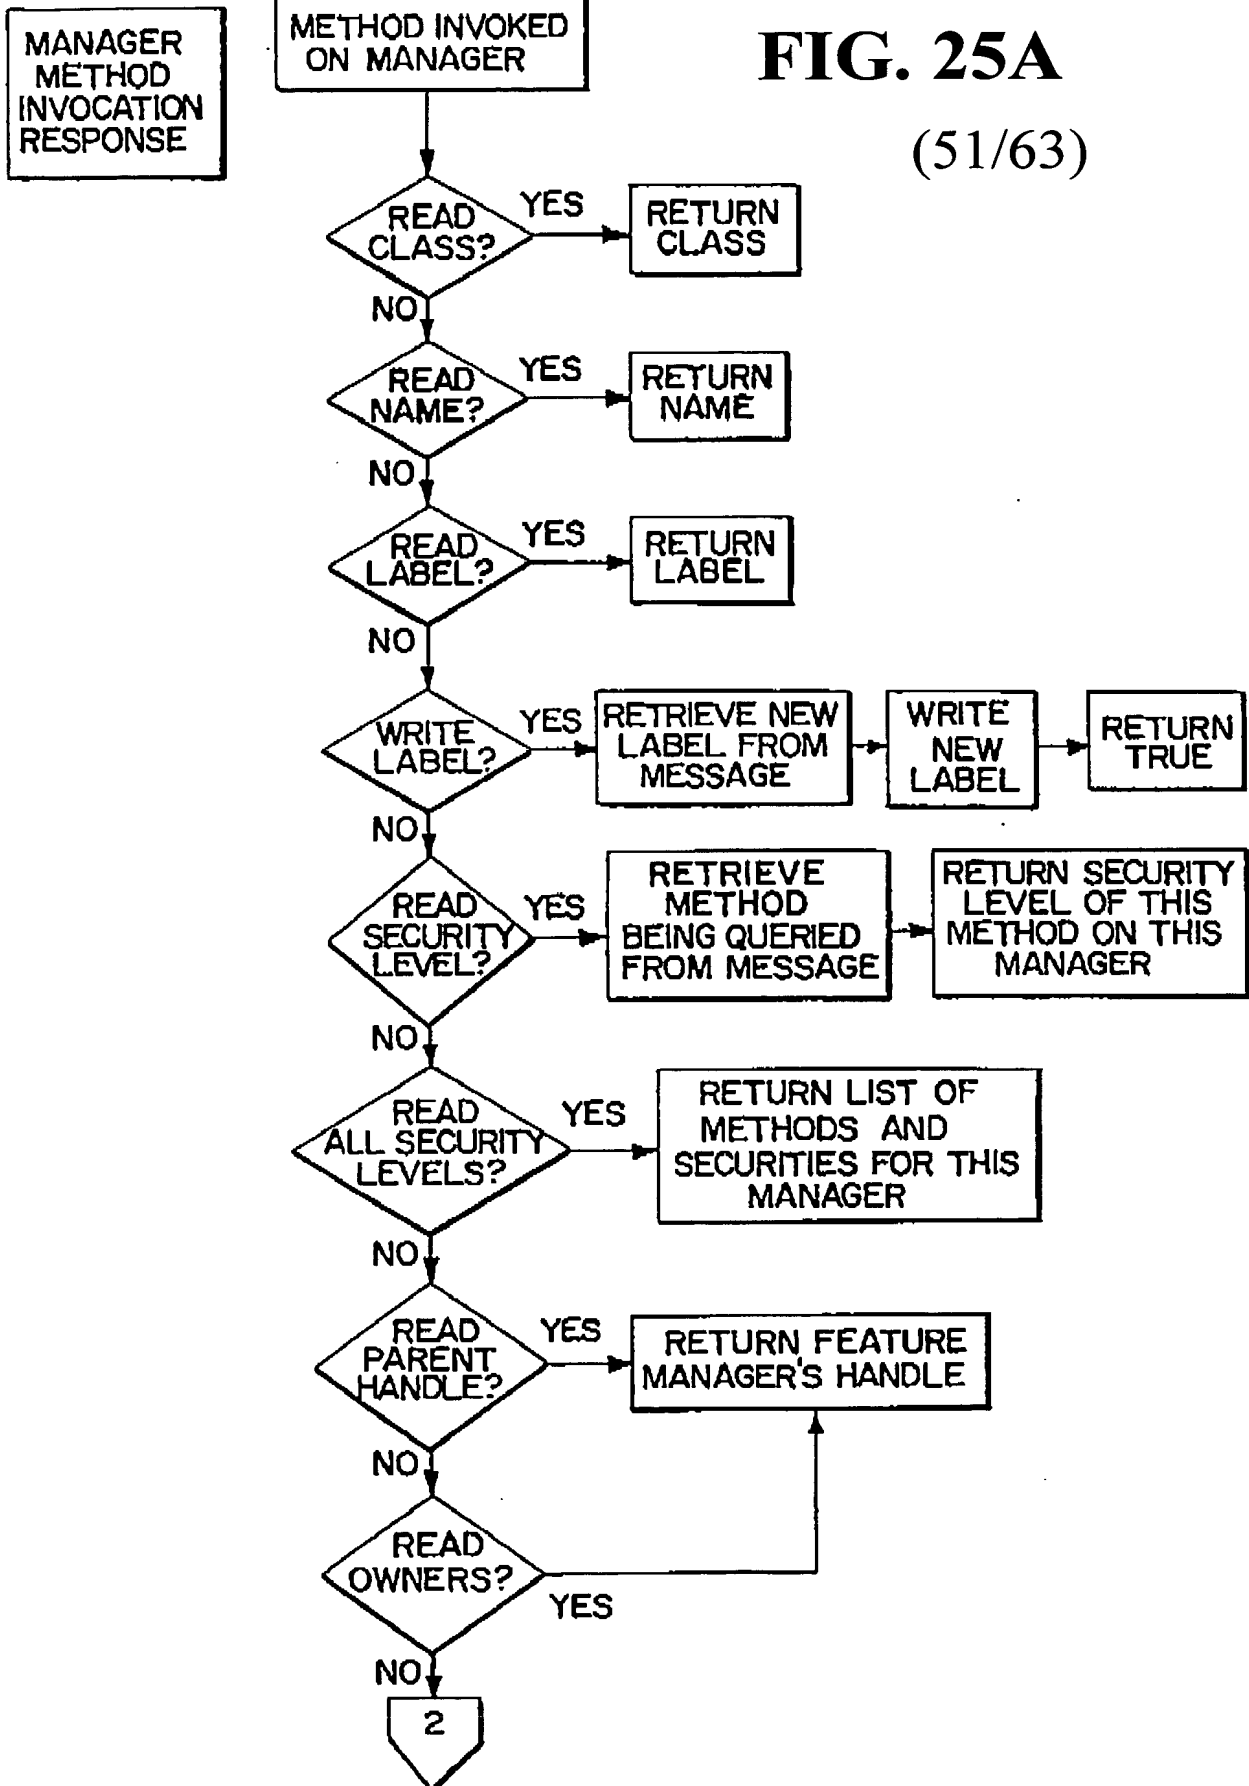 MANAGER
METHOD
INVOCATION
RESPONSE
METHOD INVOKED
ON MANAGER
FIG. 25A
(51/63)
READ
CLASS?
YES
RETURN
CLASS
NO
READ
NAME?
YES
RETURN
NAME
NO
READ
LABEL?
YES
RETURN
LABEL
NO
WRITE
LABEL?
YES
RETRIEVE NEW
LABEL FROM
MESSAGE
WRITE
NEW
LABEL
RETURN
TRUE
NO
READ
SECURITY
LEVEL?
YES
RETRIEVE
METHOD
BEING QUERIED
FROM MESSAGE
RETURN SECURITY
LEVEL OF THIS
METHOD ON THIS
MANAGER
NO
READ
ALL SECURITY
LEVELS?
YES
RETURN LIST OF
METHODS AND
SECURITIES FOR THIS
MANAGER
NO
READ
PARENT
HANDLE?
YES
RETURN FEATURE
MANAGER'S HANDLE
NO
READ
OWNERS?
YES
NO
2